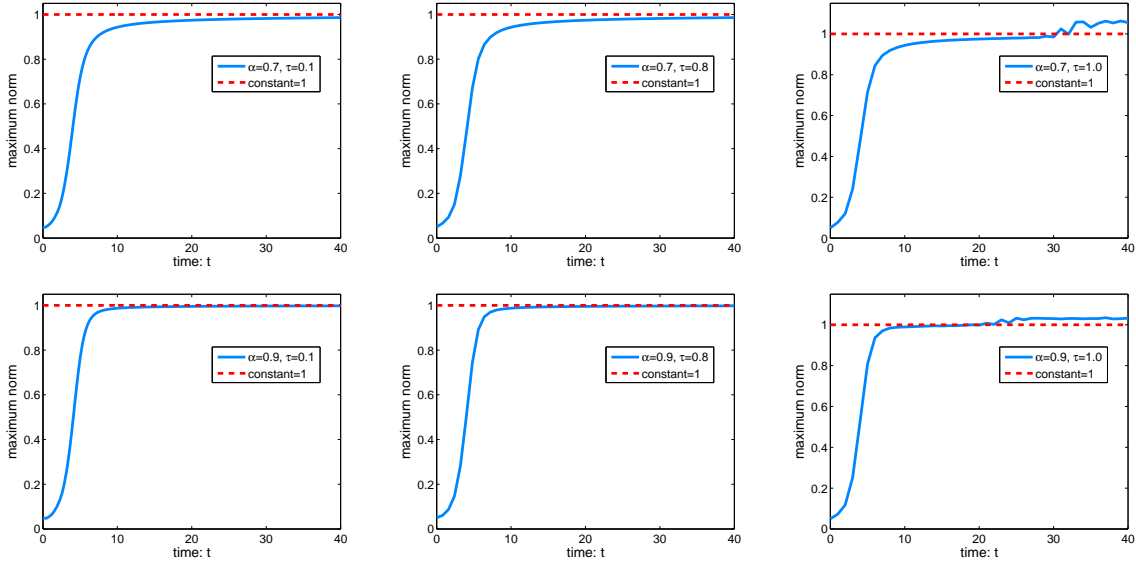 1
0.8
0.6
0.4
0.2
0
maximum norm
α=0.7, τ=0.1
constant=1
0 10 20 30 40
time: t
1
0.8
0.6
0.4
0.2
0
maximum norm
α=0.7, τ=0.8
constant=1
0 10 20 30 40
time: t
1
0.8
0.6
0.4
0.2
0
maximum norm
α=0.7, τ=1.0
constant=1
0 10 20 30 40
time: t
1
0.8
0.6
0.4
0.2
0
maximum norm
α=0.9, τ=0.1
constant=1
0 10 20 30 40
time: t
1
0.8
0.6
0.4
0.2
0
maximum norm
α=0.9, τ=0.8
constant=1
0 10 20 30 40
time: t
1
0.8
0.6
0.4
0.2
0
maximum norm
α=0.9, τ=1.0
constant=1
0 10 20 30 40
time: t